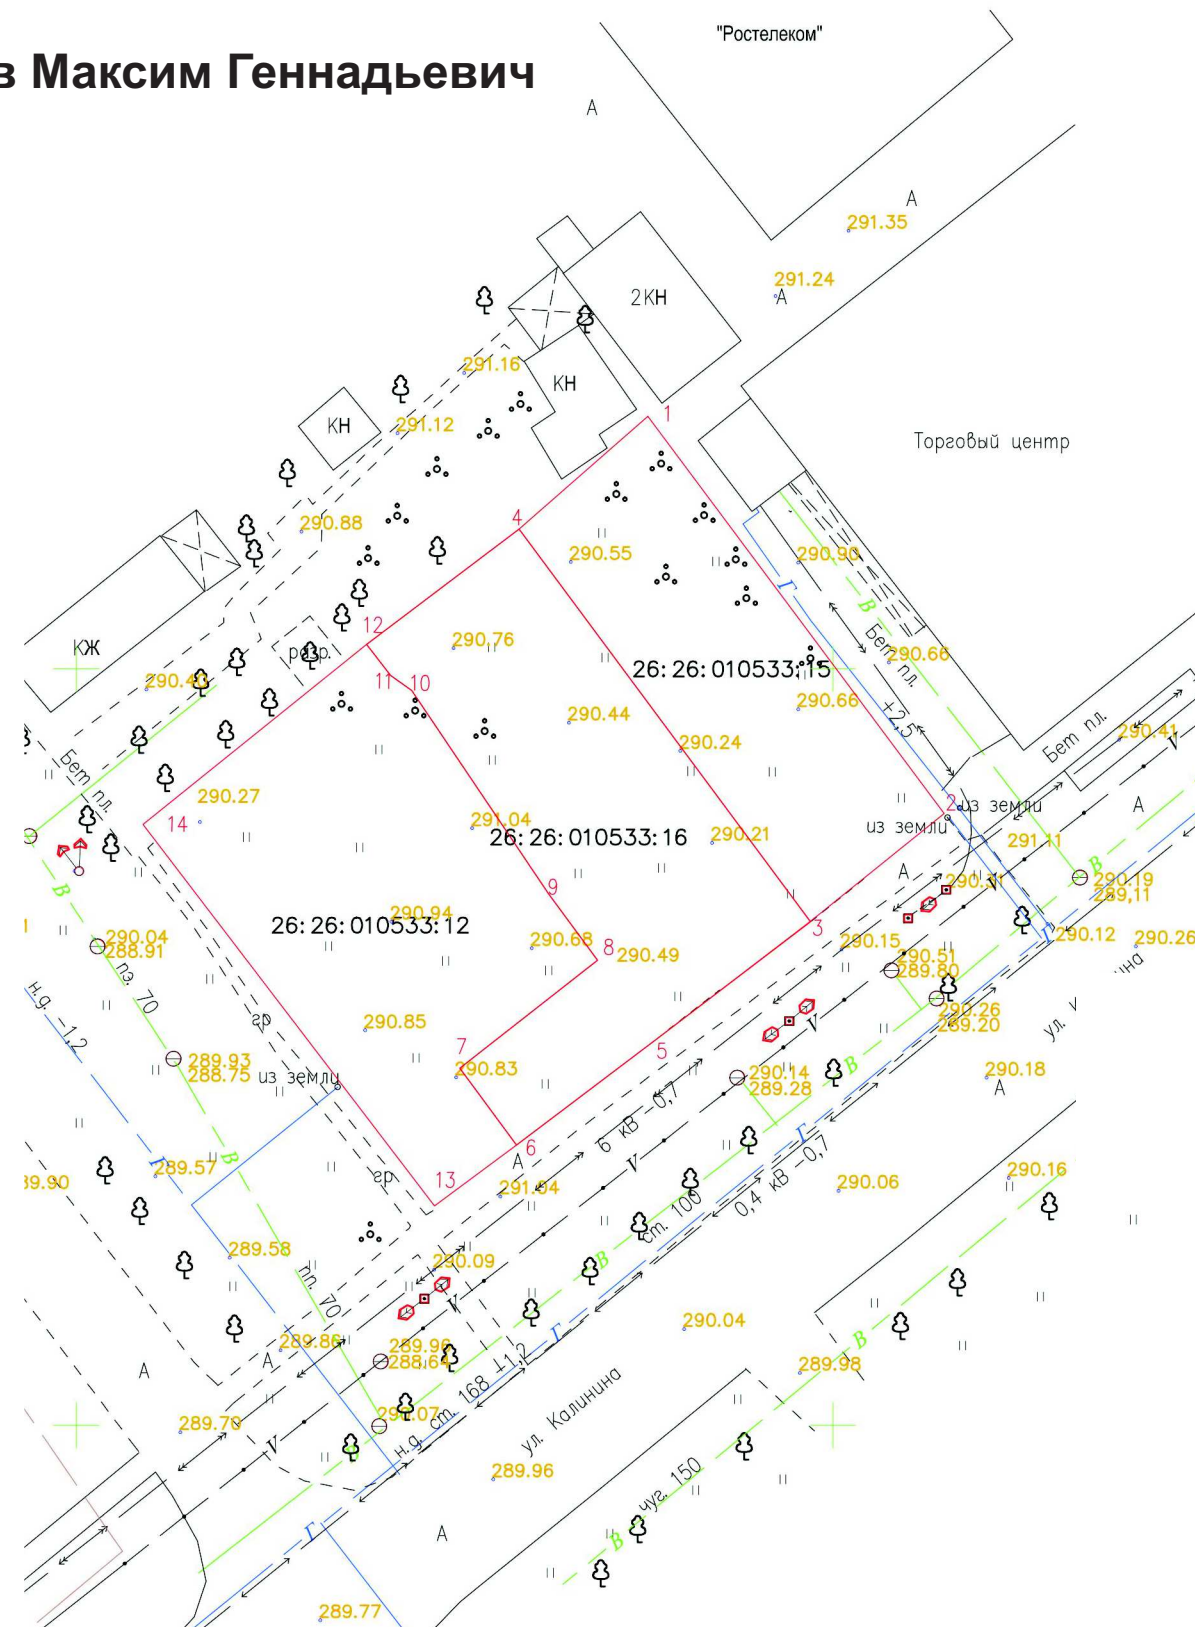 "Ростелеком"
в Максим Геннадьевич
А
А
291.35
291.24
А
2КН
291.16
КН
291.12
КН
1
Торговый центр
290.88
4
290.55
290.90
Г
В
КЖ
12
290.76
разр.
Бет пл.
290.66
26:26:010533:15
290.40
11
10
290.66
290.44
+2,5
290.24
Бет пл.
290.41
V
Бет пл.
290.27
14
2
из земли
из земли
А
291.04
26:26:010533:16
290.21
291.11
А
V
290.31
290.19
289,11
В
В
9
290.94
26:26:010533:12
3
290.04
288.91
290.68
8
290.49
290.15
290.12
290.26
Г
290.51
289.80
пэ. 70
н.д. -1,2
гр
290.26
289.20
ул.
ина
290.85
V
7
5
289.93
288.75
из земли
290.83
290.14
289.28
В
290.18
А
6 кВ -0,7
Г
В
Г
6
А
V
0,4 кВ -0,7
289.57
39.90
гр
13
291.04
290.06
290.16
ст. 100
289.58
290.09
В
пп. 70
V
Г
290.04
В
289.86
289.96
288.64
А
А
289.98
н.д. ст. 168 -1,2
ул. Калинина
289.70
V
290.07
В
289.96
чуг. 150
Г
А
В
289.77